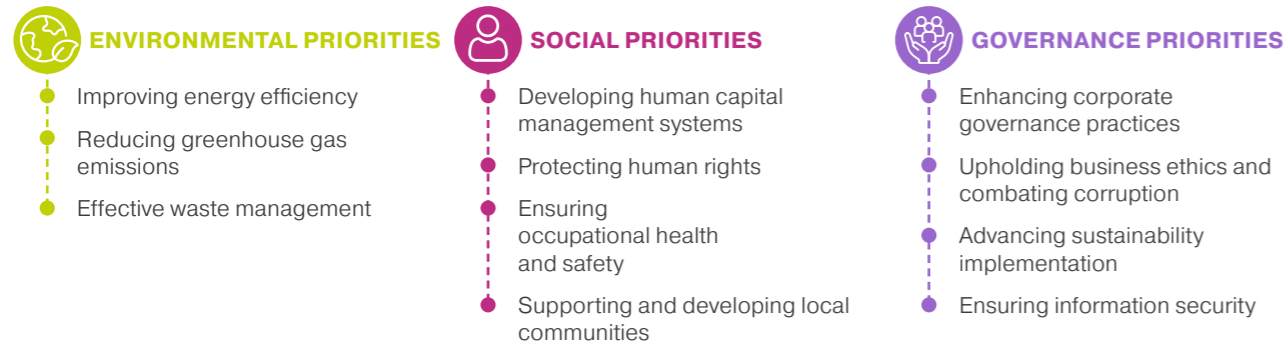 ENVIRONMENTAL PRIORITIES
Improving energy efficiency
Reducing greenhouse gas
emissions
Effective waste management
SOCIAL PRIORITIES
Developing human capital
management systems
Protecting human rights
Ensuring
occupational health
and safety
Supporting and developing local
communities
GOVERNANCE PRIORITIES
Enhancing corporate
governance practices
Upholding business ethics and
combating corruption
Advancing sustainability
implementation
Ensuring information security